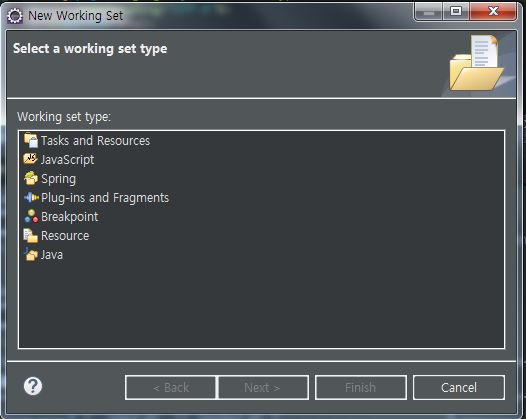 New Working Set
Select a working set type
Working set type:
Tasks and Resources
JavaScript
Spring
Plug-ins and Fragments
Breakpoint
Resource
Java
< Back
Next >
Finish
Cancel